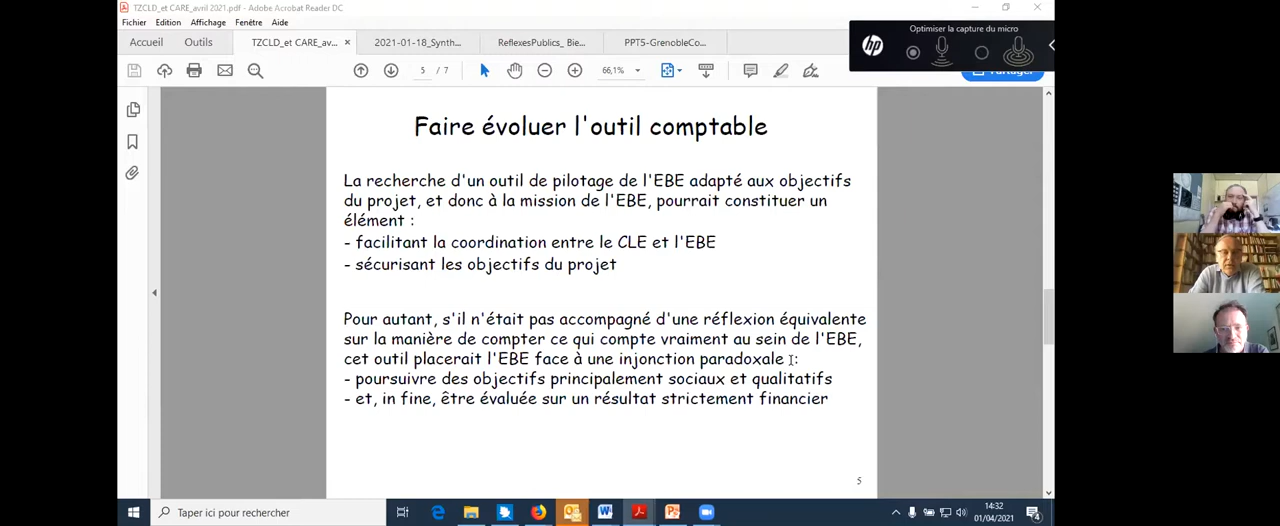 TZCLD_et CARE_avril 2021.pdf - Adobe Acrobat Reader DC
Fichier Edition Affichage Fenêtre Aide
Optimiser la capture du micro
hp
Accueil Outils TZCLD_et CARE_av... × 2021-01-18_Synth... ReflexesPublics_ Bie... PPT5-GrenobleCo...
5 / 7 66,1%
Faire évoluer l'outil comptable
La recherche d'un outil de pilotage de l'EBE adapté aux objectifs
du projet, et donc à la mission de l'EBE, pourrait constituer un
élément :
- facilitant la coordination entre le CLE et l'EBE
- sécurisant les objectifs du projet
Pour autant, s'il n'était pas accompagné d'une réflexion équivalente
sur la manière de compter ce qui compte vraiment au sein de l'EBE,
cet outil placerait l'EBE face à une injonction paradoxale :
- poursuivre des objectifs principalement sociaux et qualitatifs
- et, in fine, être évaluée sur un résultat strictement financier
5
Taper ici pour rechercher
14:32
01/04/2021
4